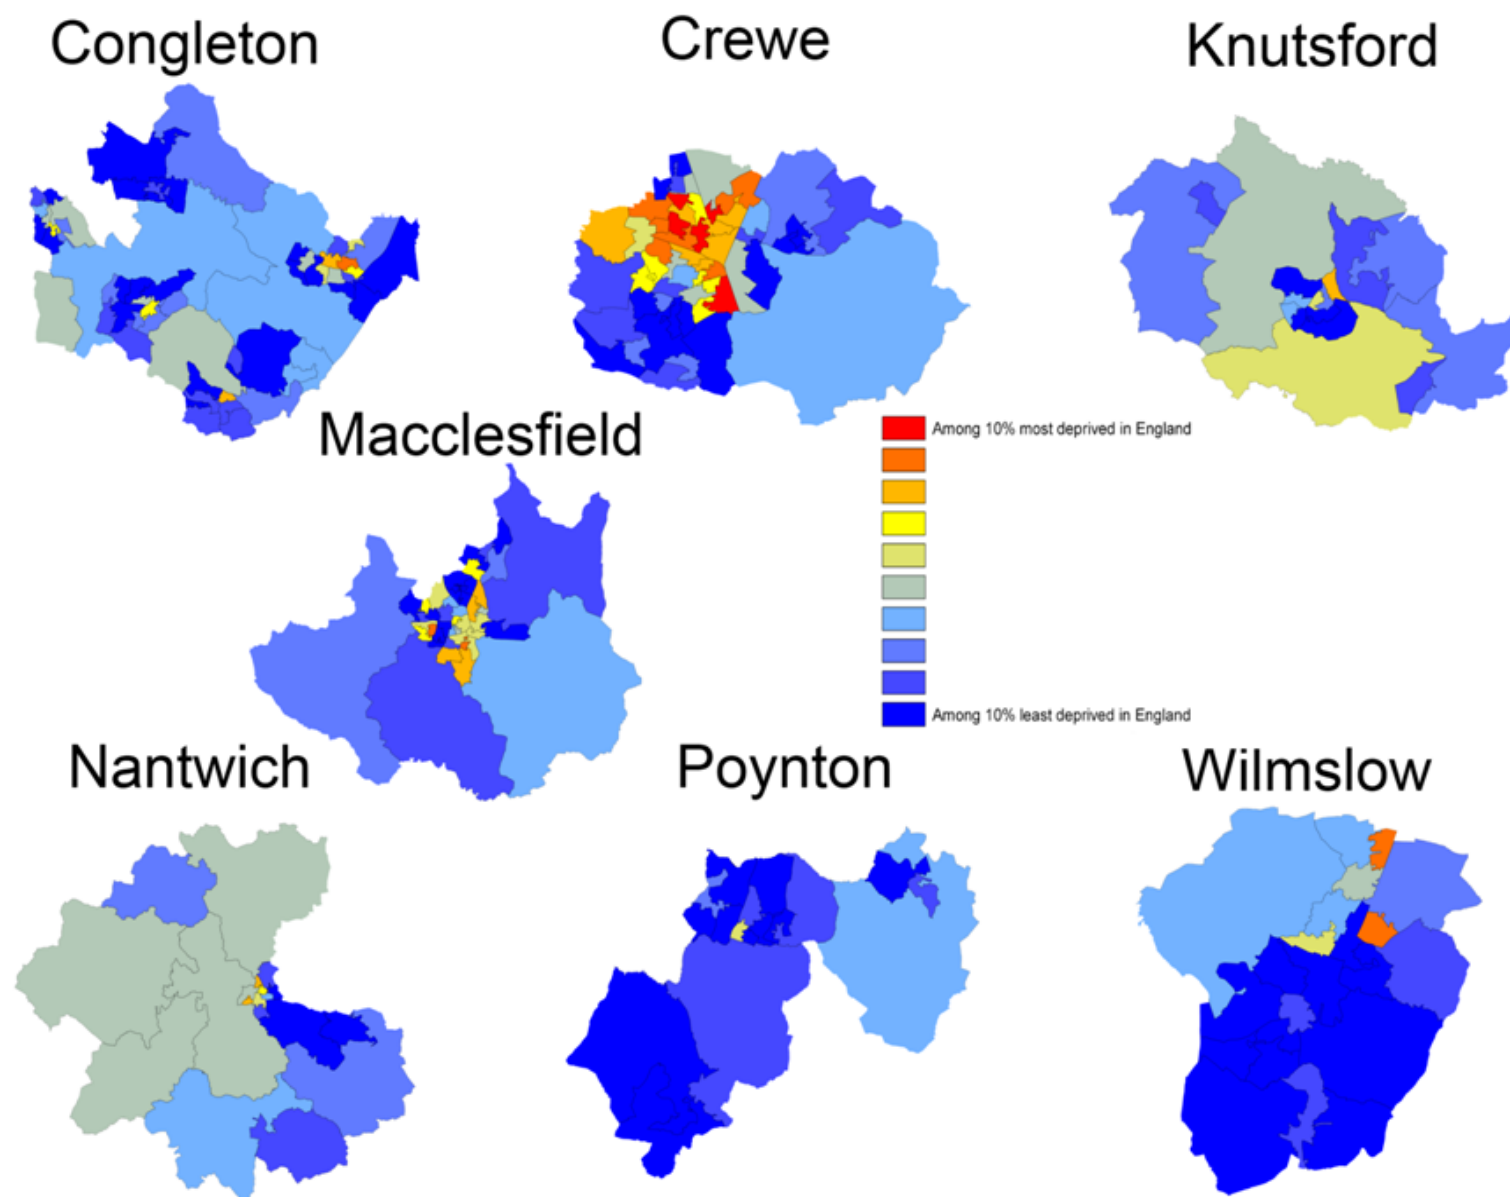 Congleton
Crewe
Knutsford
Macclesfield
Among 10% most deprived in England
Among 10% least deprived in England
Nantwich
Poynton
Wilmslow